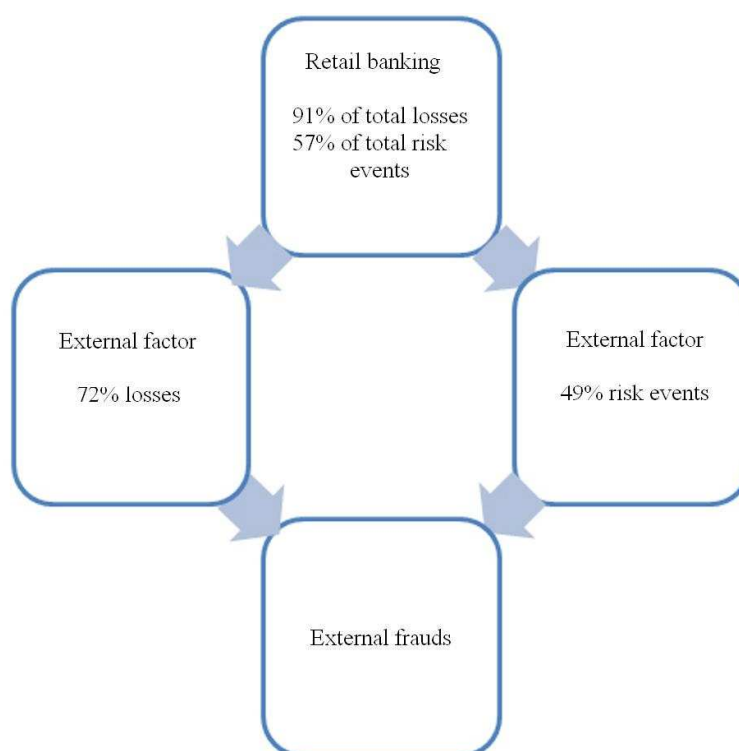 Retail banking
91% of total losses
57% of total risk
events
External factor
72% losses
External factor
49% risk events
External frauds